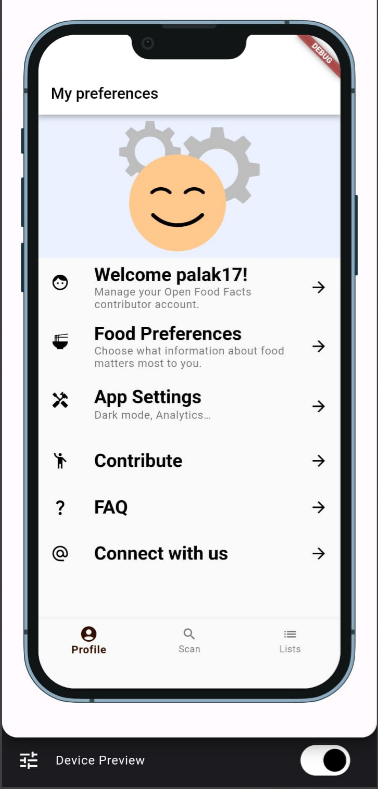 DEBUG
My preferences
Welcome palak17!
Manage your Open Food Facts
contributor account.
Food Preferences
Choose what information about food
matters most to you.
App Settings
Dark mode, Analytics…
Contribute
FAQ
Connect with us
Profile
Scan
Lists
Device Preview